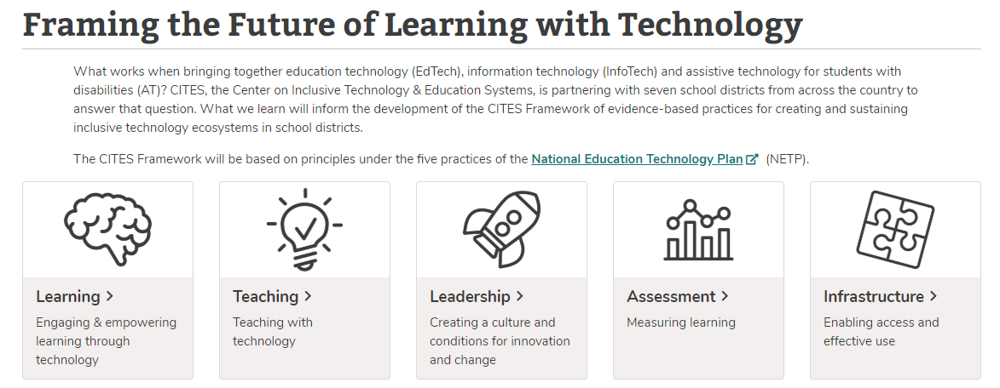 Framing the Future of Learning with Technology
What works when bringing together education technology (EdTech), information technology (InfoTech) and assistive technology for students with
disabilities (AT)? CITES, the Center on Inclusive Technology & Education Systems, is partnering with seven school districts from across the country to
answer that question. What we learn will inform the development of the CITES Framework of evidence-based practices for creating and sustaining
inclusive technology ecosystems in school districts.
The CITES Framework will be based on principles under the five practices of the National Education Technology Plan (NETP).
Learning >
Engaging & empowering
learning through
technology
Teaching >
Teaching with
technology
Leadership >
Creating a culture and
conditions for innovation
and change
Assessment >
Measuring learning
Infrastructure >
Enabling access and
effective use